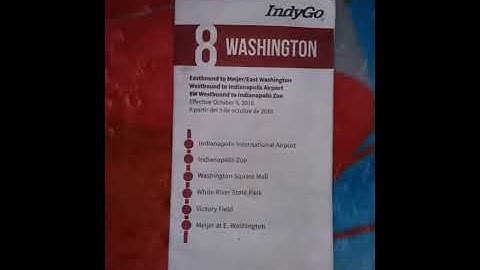 IndyGo
8 WASHINGTON
Eastbound to Meijer/East Washington
Westbound to Indianapolis Airport
8W Westbound to Indianapolis Zoo
Effective October 9, 2016
A partir del 9 de octubre de 2016
Indianapolis International Airport
Indianapolis Zoo
Washington Square Mall
White River State Park
Victory Field
Meijer at E. Washington